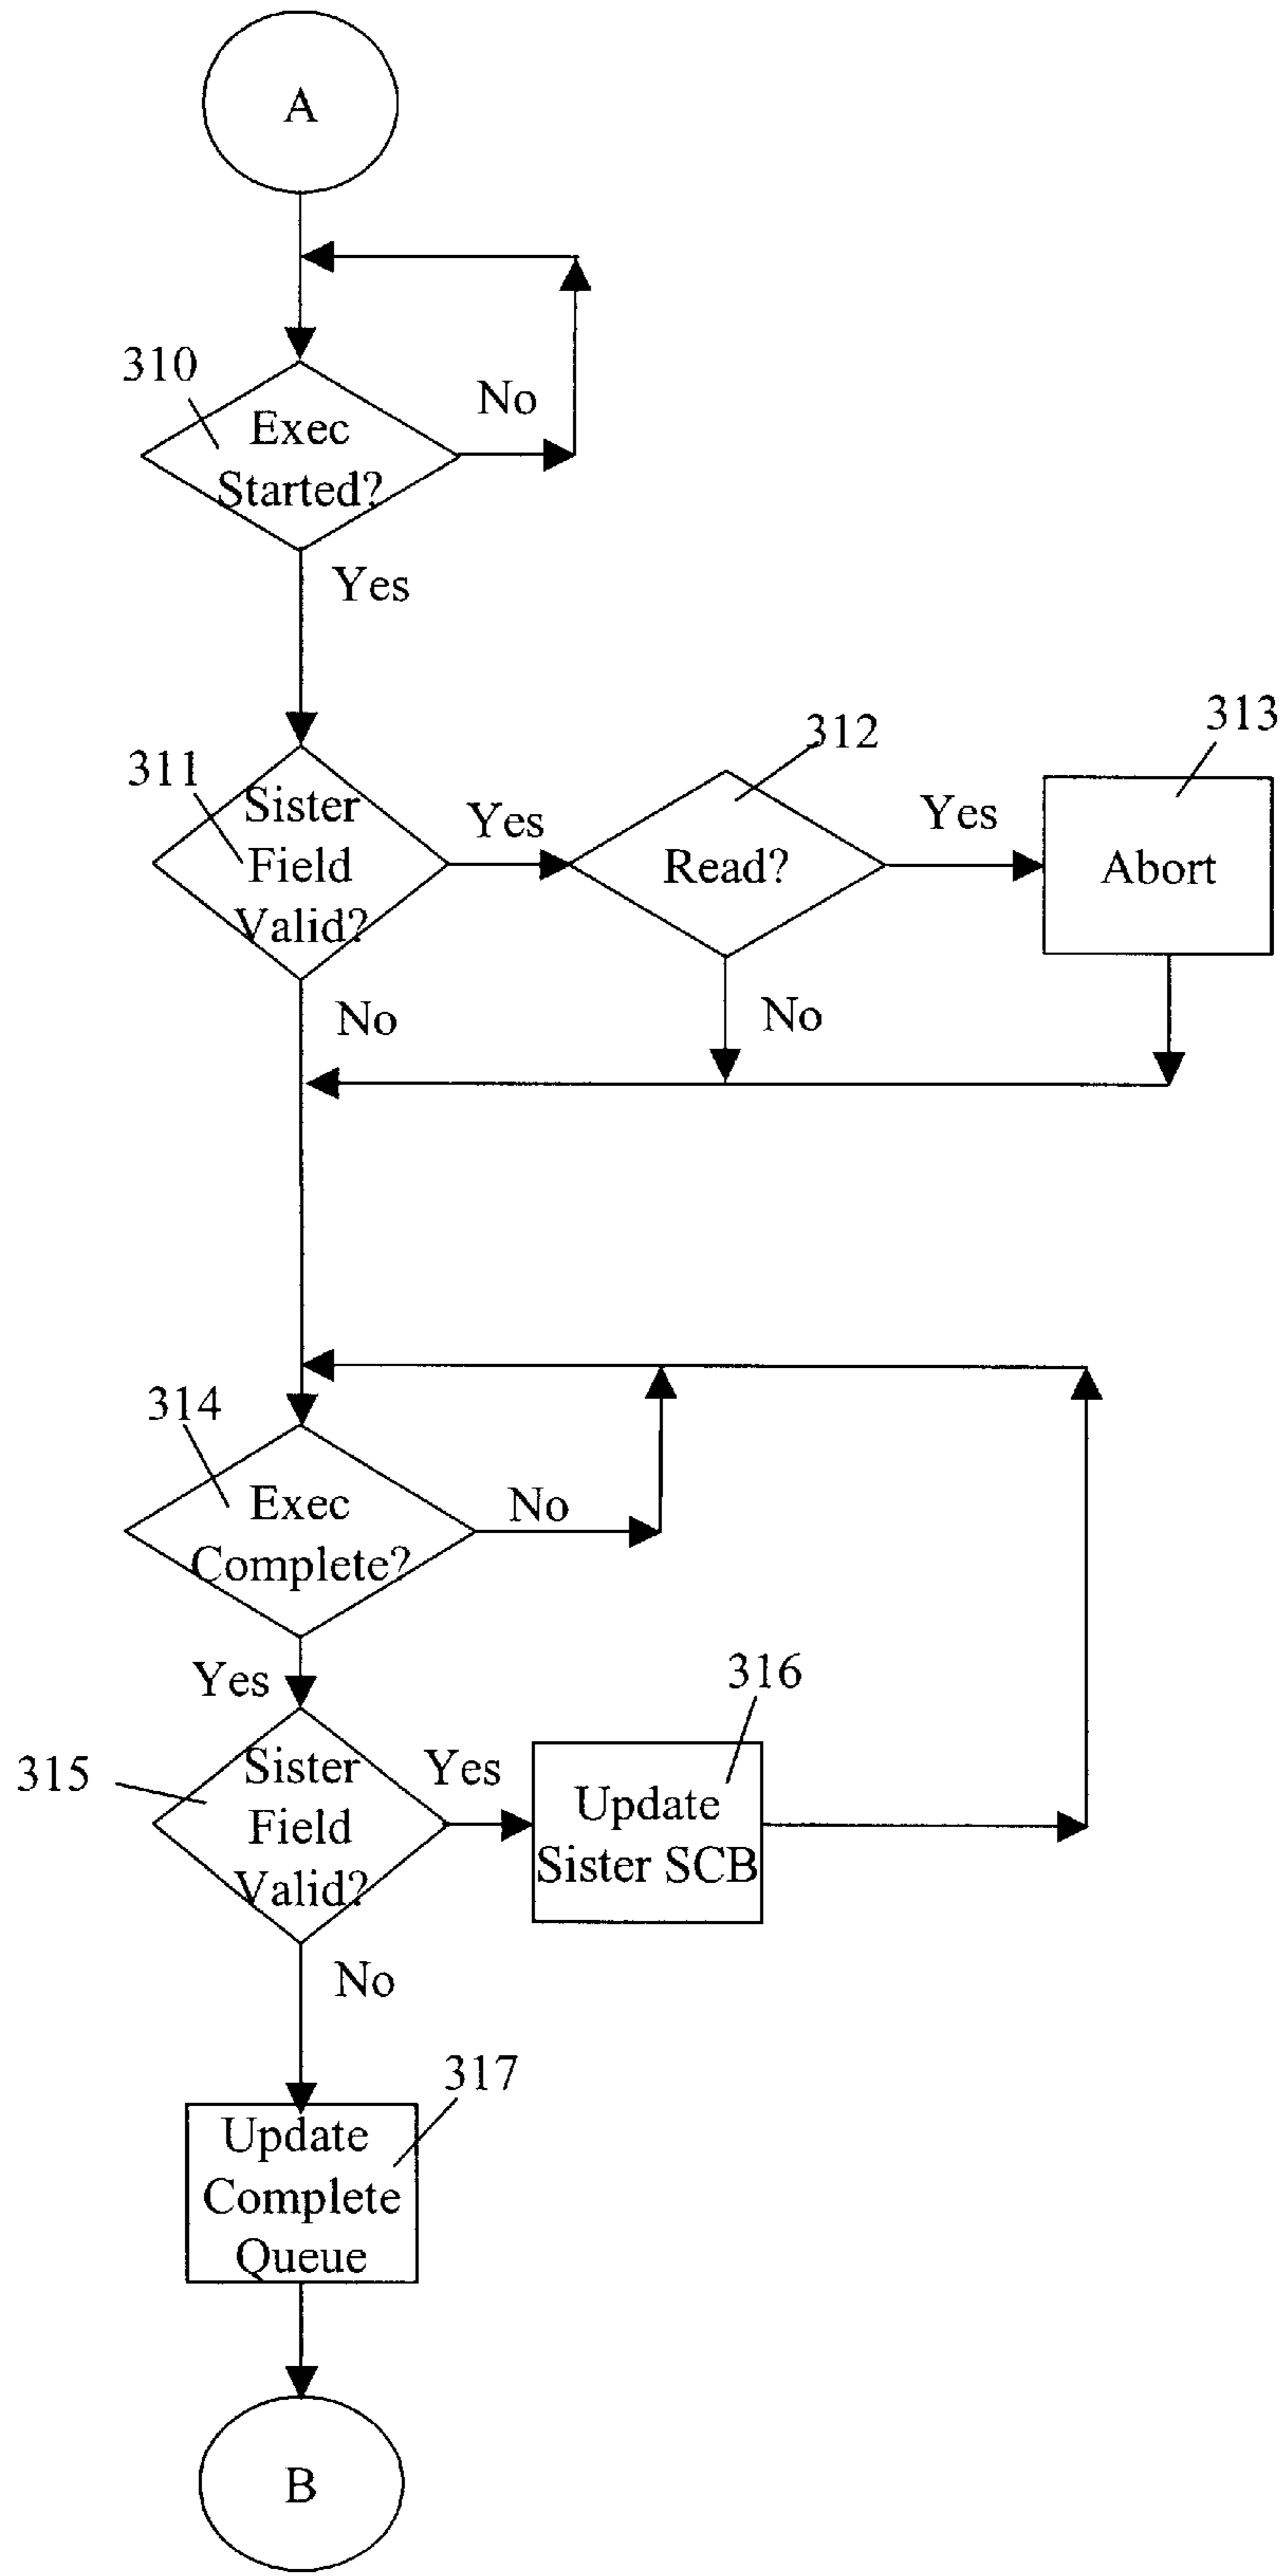 A
310
No
Exec
Started?
Yes
313
312
311
Sister
Yes
Yes
Field
Read?
Abort
Valid?
No
No
314
No
Exec
Complete?
Yes
316
315
Sister
Yes
Update
Field
Sister SCB
Valid?
No
317
Update
Complete
Queue
B